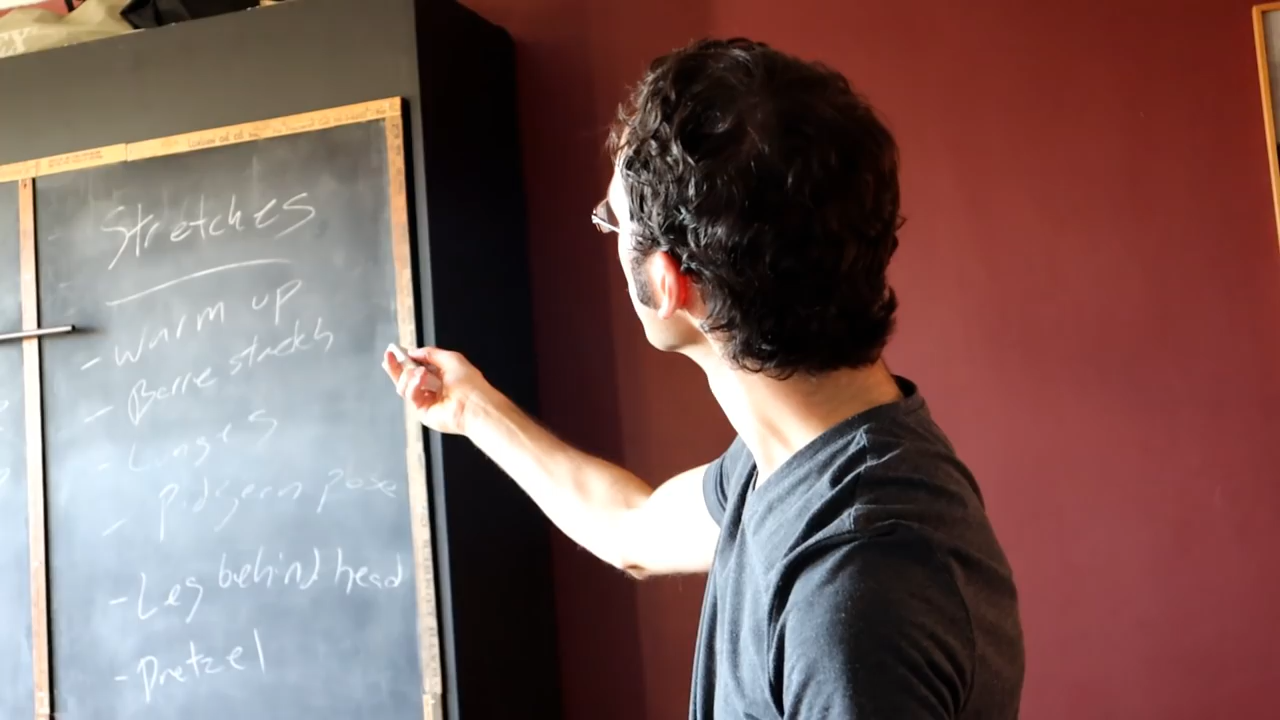 Stretches
- Warm up
- Barre stretch
- Lunges
- pidgeon pose
- Leg behind head
- Pretzel